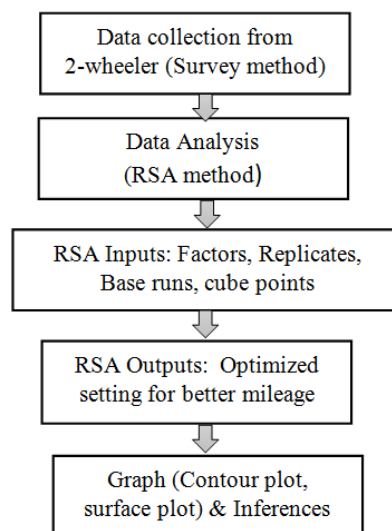 Data collection from
2-wheeler (Survey method)
Data Analysis
(RSA method)
RSA Inputs: Factors, Replicates,
Base runs, cube points
RSA Outputs: Optimized
setting for better mileage
Graph (Contour plot,
surface plot) & Inferences